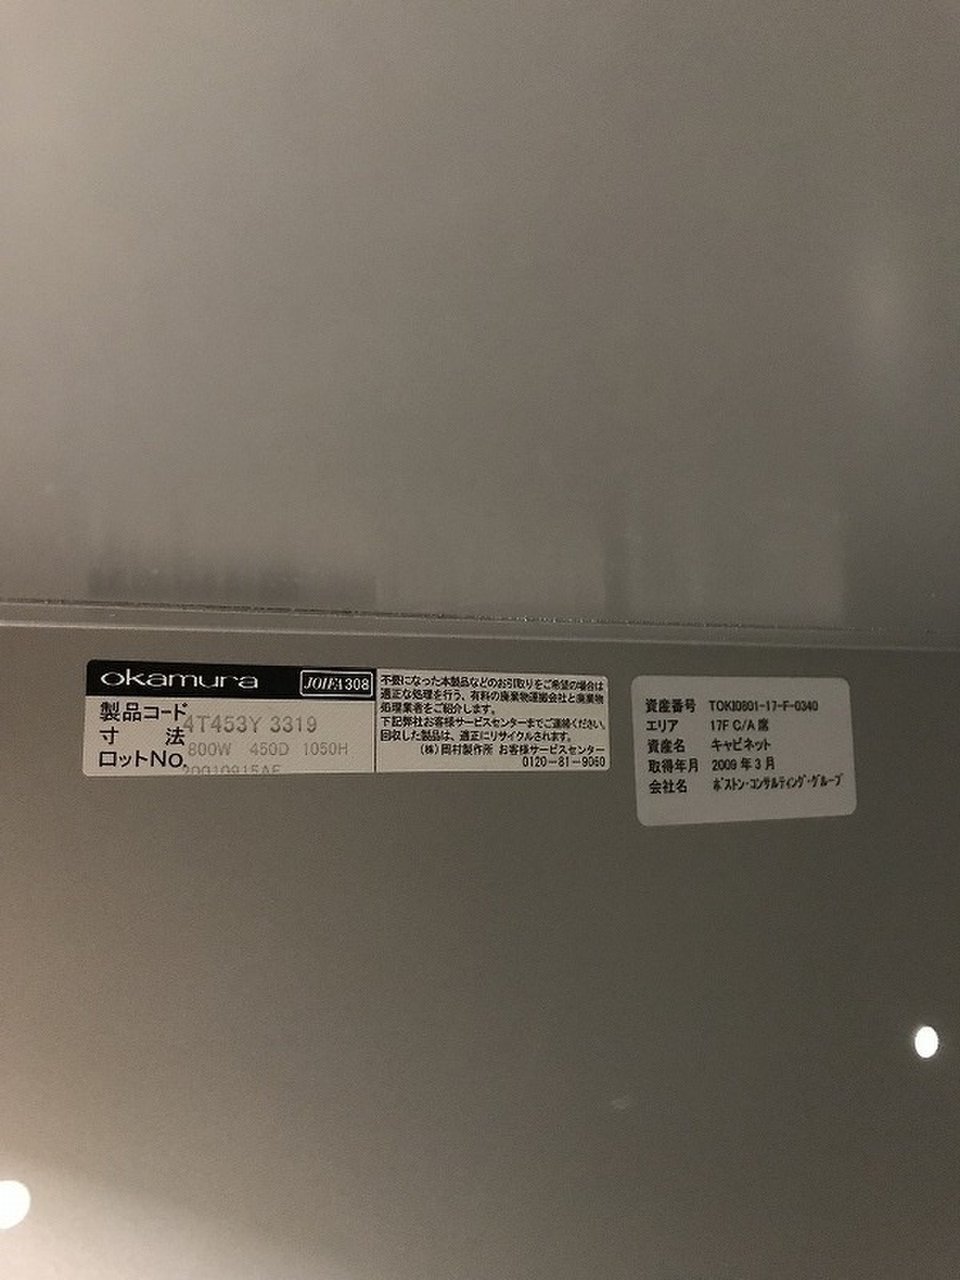 okamura JOIFA308
製品コード 4T453Y 3319
寸 法 800W 450D 1050H
ロットNo.
不要になった本製品などのお引取りをご希望の場合は
適正な処理を行う、有料の廃棄物運搬会社と廃棄物
処理業者をご紹介します。
下記弊社お客様サービスセンターまでご連絡ください。
回収した製品は、適正にリサイクルされます。
(株)岡村製作所 お客様サービスセンター
0120-81-9060
資産番号 TOKI0801-17-F-0340
エリア 17F C/A 席
資産名 キャビネット
取得年月 2009 年 3 月
会社名 ボストン・コンサルティング・グループ